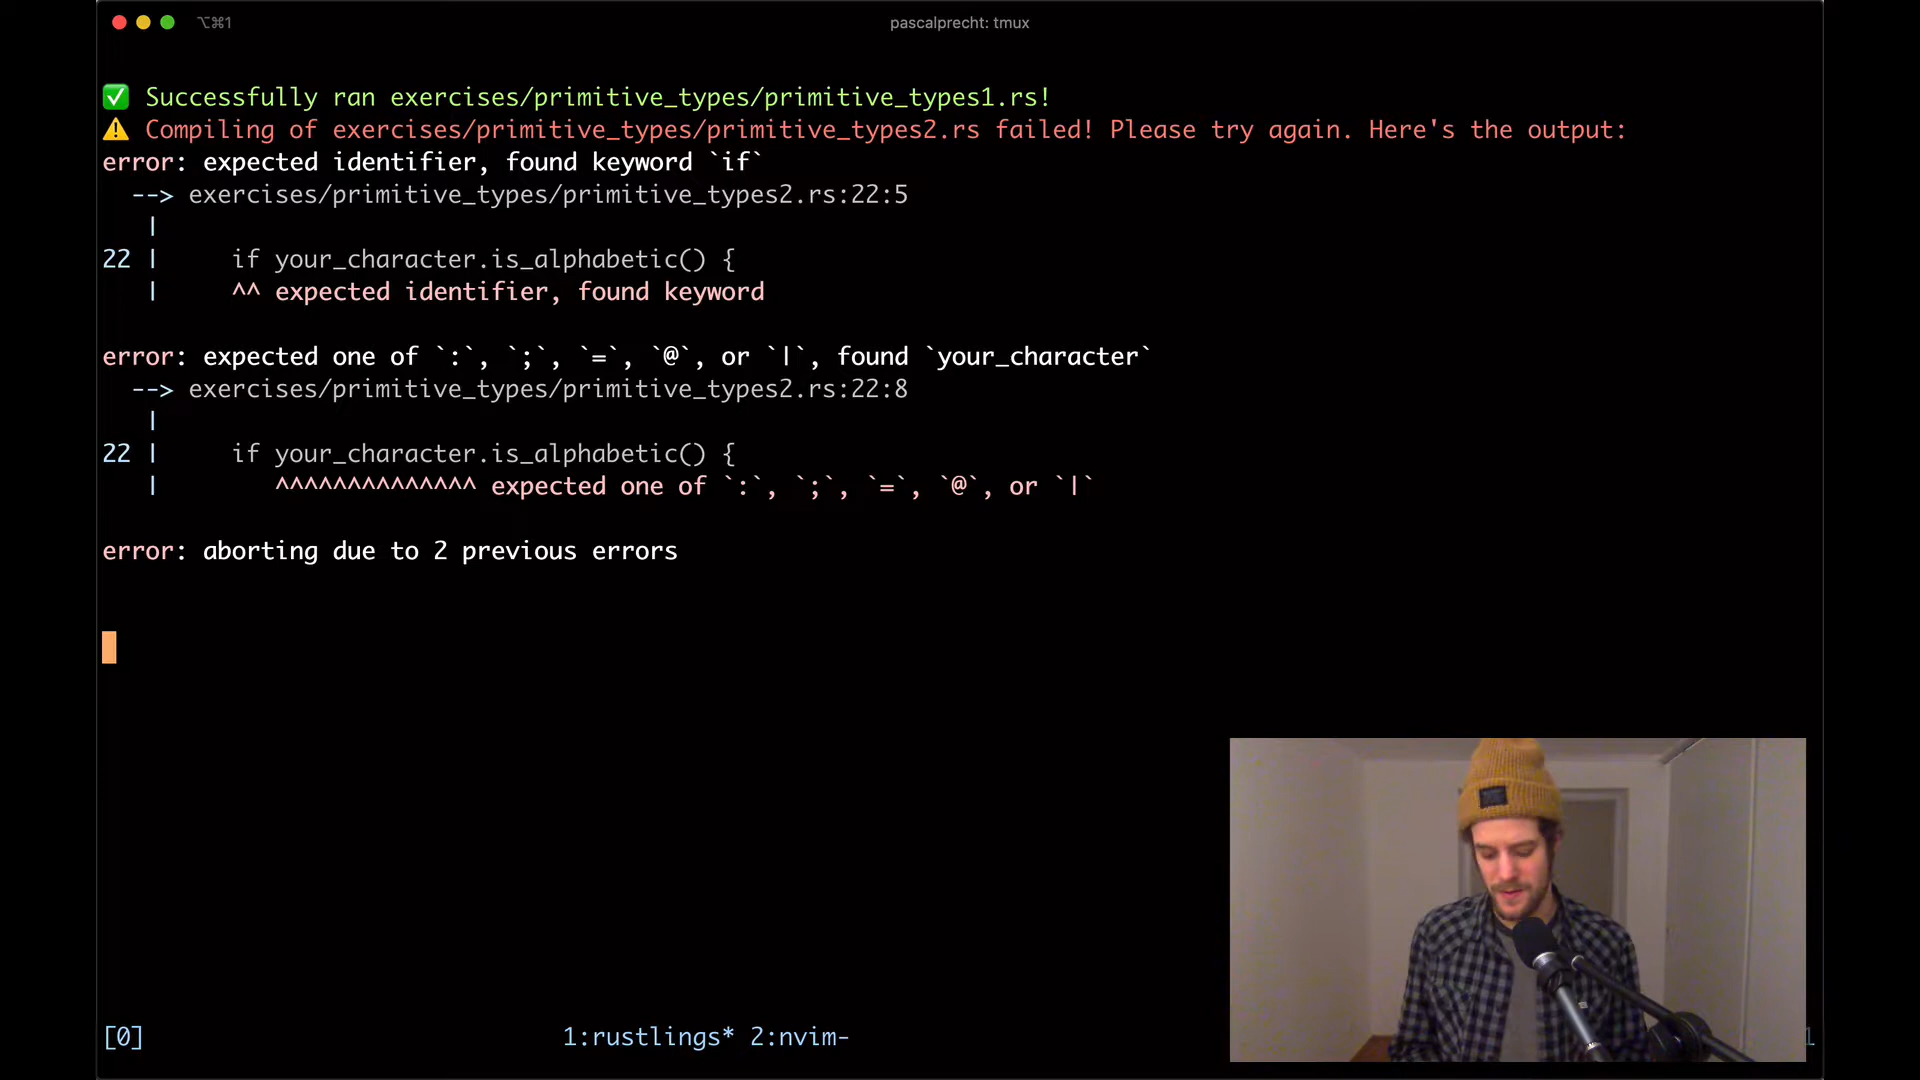 ⌥⌘1
pascalprecht: tmux
✅ Successfully ran exercises/primitive_types/primitive_types1.rs!
⚠️ Compiling of exercises/primitive_types/primitive_types2.rs failed! Please try again. Here's the output:
error: expected identifier, found keyword `if`
  --> exercises/primitive_types/primitive_types2.rs:22:5
   |
22 |     if your_character.is_alphabetic() {
   |     ^^ expected identifier, found keyword
error: expected one of `:`, `;`, `=`, `@`, or `|`, found `your_character`
  --> exercises/primitive_types/primitive_types2.rs:22:8
   |
22 |     if your_character.is_alphabetic() {
   |        ^^^^^^^^^^^^^^ expected one of `:`, `;`, `=`, `@`, or `|`
error: aborting due to 2 previous errors
[0] 1:rustlings* 2:nvim-